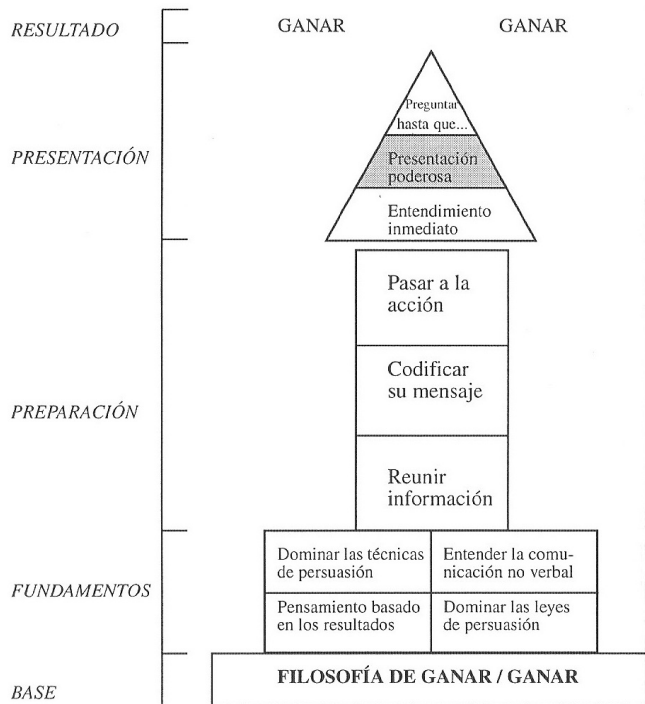 RESULTADO
GANAR
GANAR
PRESENTACIÓN
Preguntar
hasta que...
Presentación
poderosa
Entendimiento
inmediato
PREPARACIÓN
Pasar a la
acción
Codificar
su mensaje
Reunir
información
FUNDAMENTOS
Dominar las técnicas
de persuasión
Entender la comu-
nicación no verbal
Pensamiento basado
en los resultados
Dominar las leyes
de persuasión
BASE
FILOSOFÍA DE GANAR / GANAR